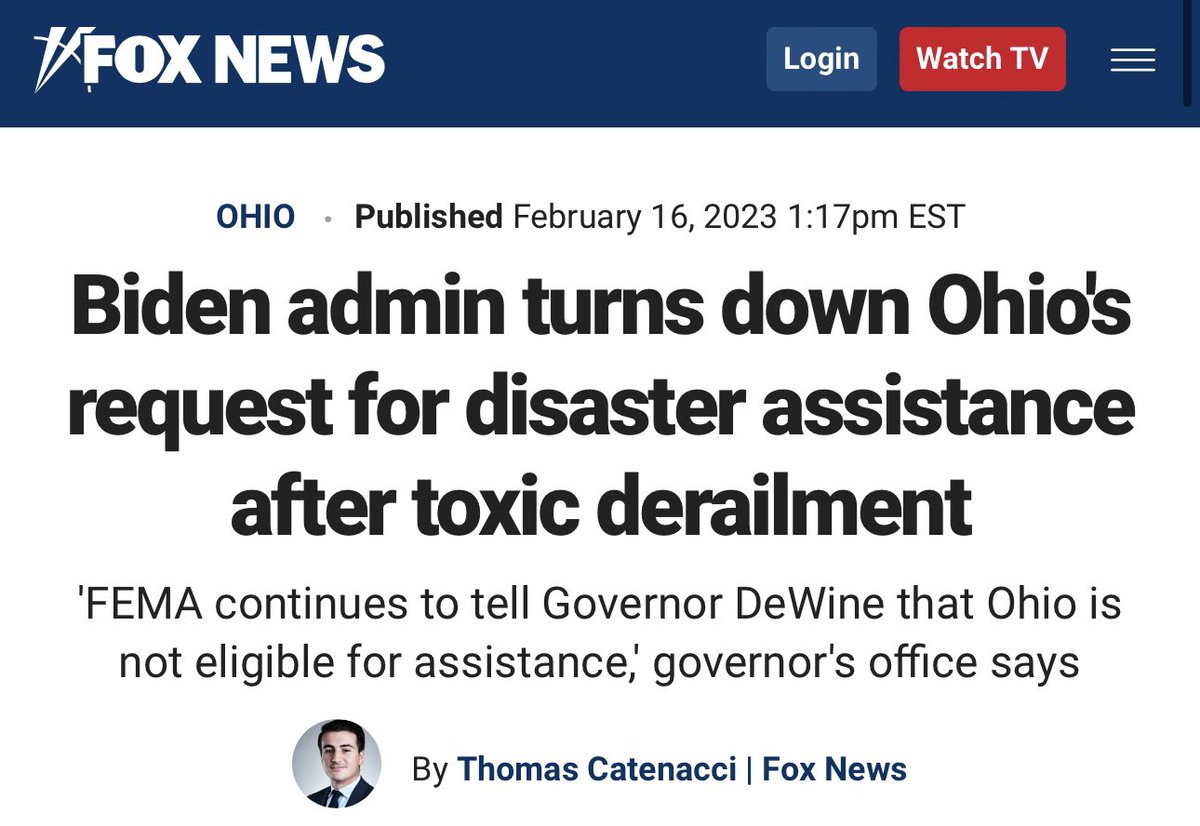 FOX NEWS
Login
Watch TV
OHIO • Published February 16, 2023 1:17pm EST
Biden admin turns down Ohio's
request for disaster assistance
after toxic derailment
'FEMA continues to tell Governor DeWine that Ohio is
not eligible for assistance,' governor's office says
By Thomas Catenacci | Fox News